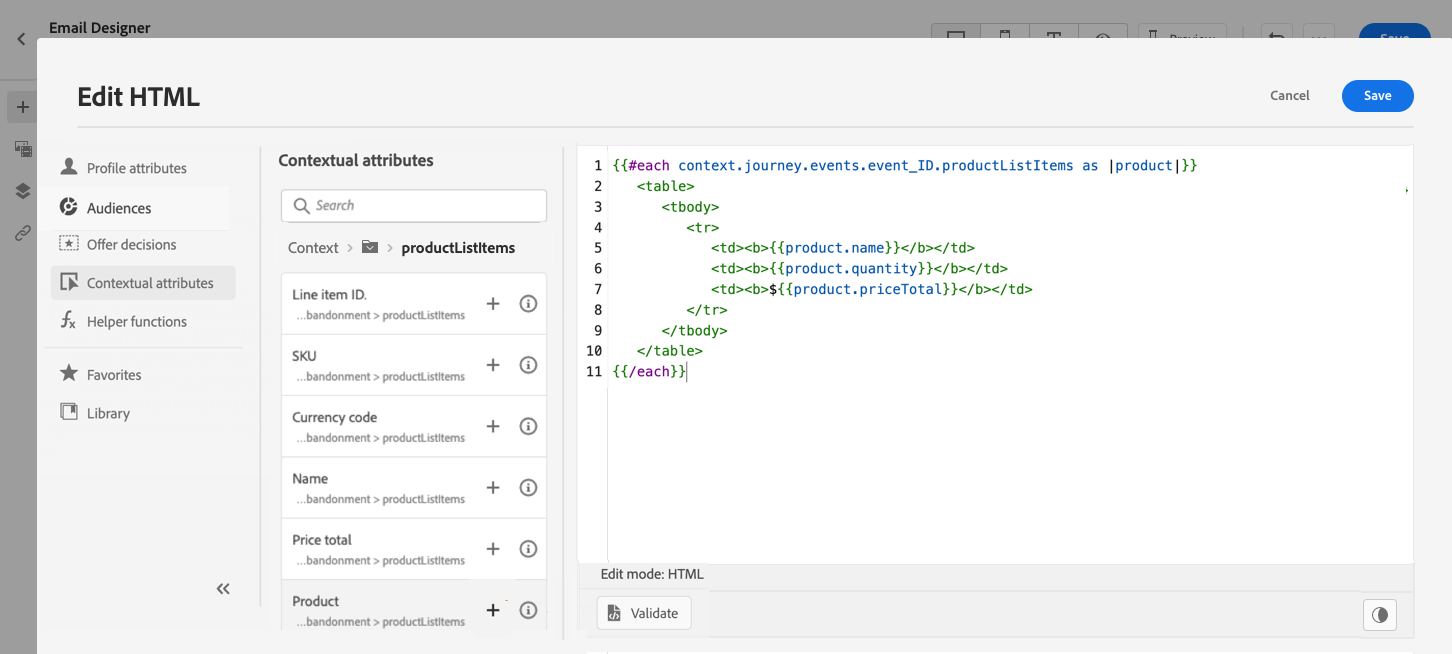 Email Designer
Preview
Save
Edit HTML
Cancel
Save
Profile attributes
Audiences
Offer decisions
Contextual attributes
Helper functions
Favorites
Library
Contextual attributes
Search
Context > > productListItems
Line item ID.
...bandonment > productListItems
SKU
...bandonment > productListItems
Currency code
...bandonment > productListItems
Name
...bandonment > productListItems
Price total
...bandonment > productListItems
Product
...bandonment > productListItems
1 {{#each context.journey.events.event_ID.productListItems as |product|}}
2 <table>
3 <tbody>
4 <tr>
5 <td><b>{{product.name}}</b></td>
6 <td><b>{{product.quantity}}</b></td>
7 <td><b>${{product.priceTotal}}</b></td>
8 </tr>
9 </tbody>
10 </table>
11 {{/each}}
Edit mode: HTML
Validate